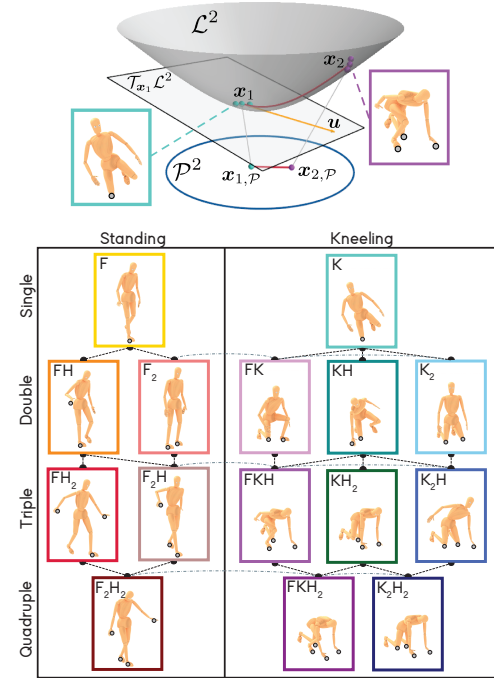 𝓛²
x₂
𝒯ₓ₁𝓛²
x₁
u
𝒫²
x₁,𝒫
x₂,𝒫
Standing
Kneeling
Single
F
K
Double
FH
F₂
FK
KH
K₂
Triple
FH₂
F₂H
FKH
KH₂
K₂H
Quadruple
F₂H₂
FKH₂
K₂H₂